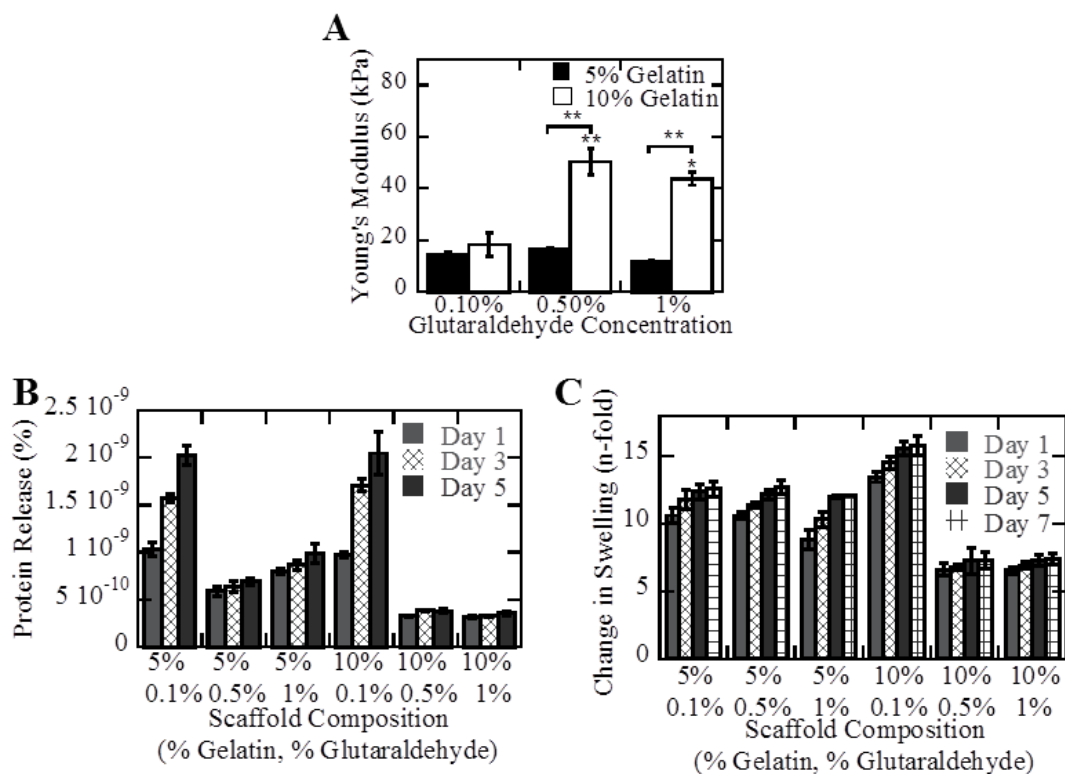 A
Young's Modulus (kPa)
80
60
40
20
0
5% Gelatin
10% Gelatin
** **
** *
0.10% 0.50% 1%
Glutaraldehyde Concentration
B
Protein Release (%)
2.5 10-9
2 10-9
1.5 10-9
1 10-9
5 10-10
0
Day 1
Day 3
Day 5
5% 5% 5% 10% 10% 10%
0.1% 0.5% 1% 0.1% 0.5% 1%
Scaffold Composition
(% Gelatin, % Glutaraldehyde)
C
Change in Swelling (n-fold)
15
10
5
0
Day 1
Day 3
Day 5
Day 7
5% 5% 5% 10% 10% 10%
0.1% 0.5% 1% 0.1% 0.5% 1%
Scaffold Composition
(% Gelatin, % Glutaraldehyde)